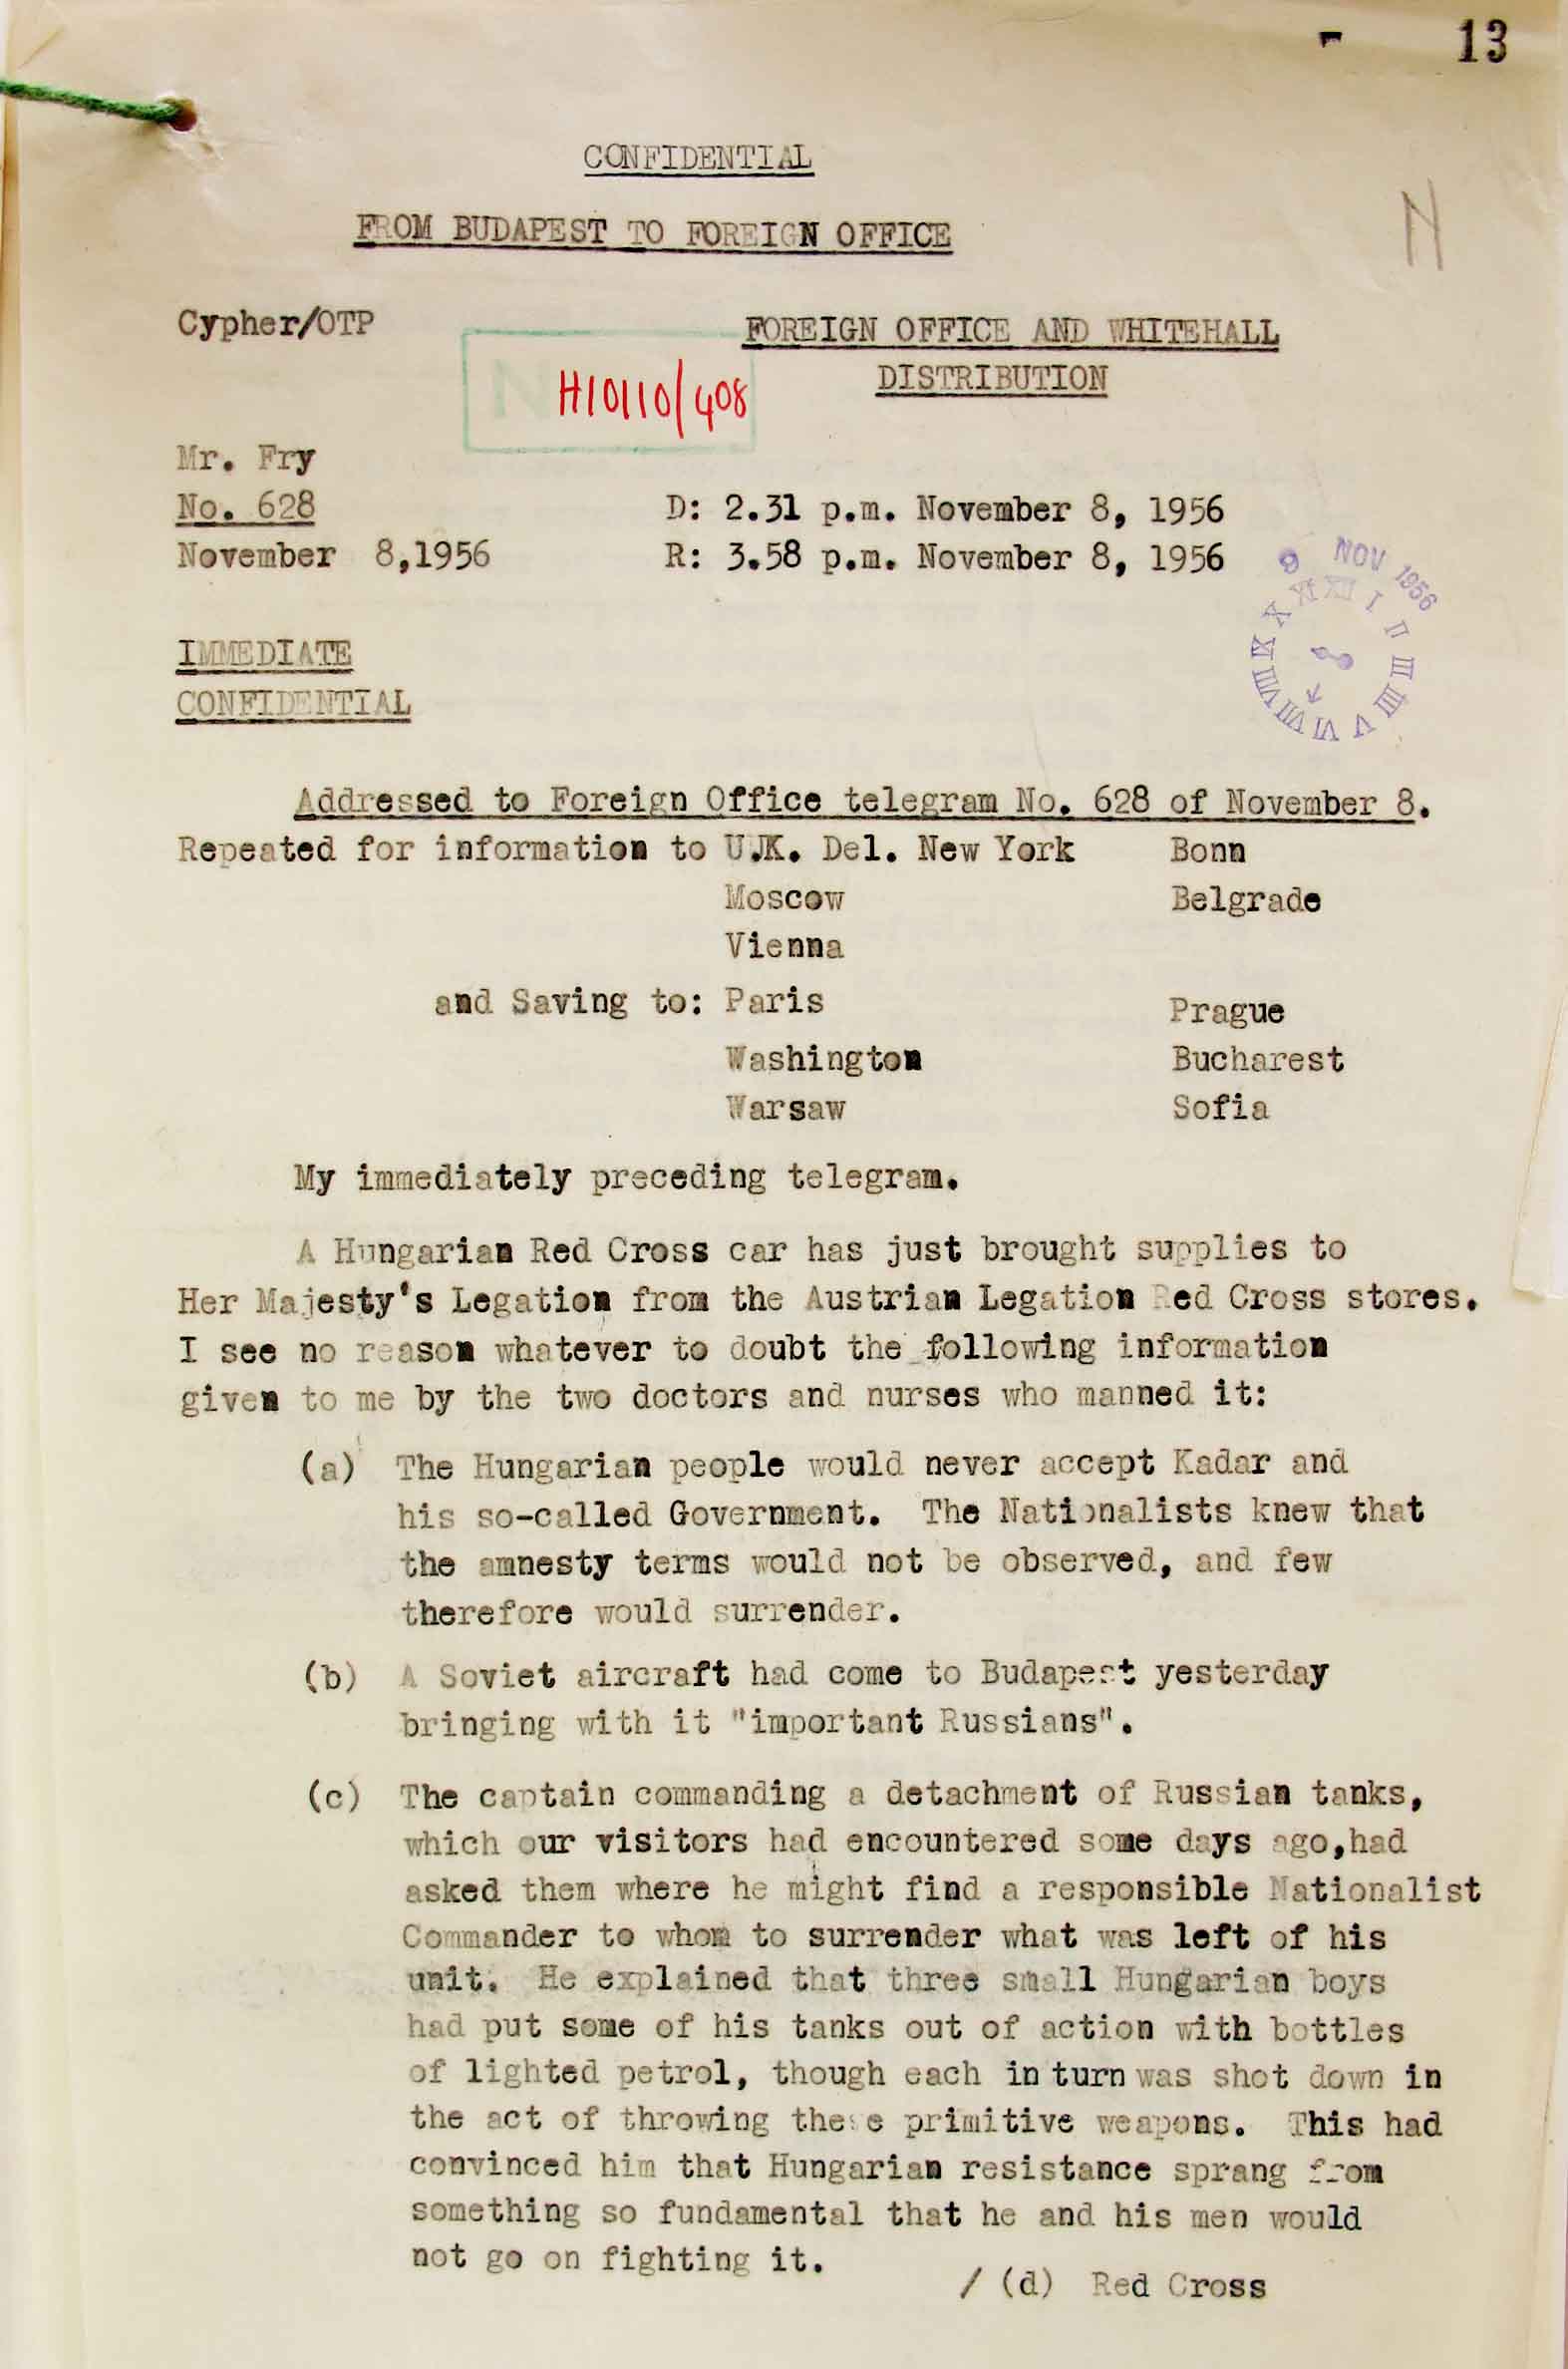 13
CONFIDENTIAL
FROM BUDAPEST TO FOREIGN OFFICE
N
Cypher/OTP
FOREIGN OFFICE AND WHITEHALL
DISTRIBUTION
N H10110/408
Mr. Fry
No. 628
November 8,1956
D: 2.31 p.m. November 8, 1956
R: 3.58 p.m. November 8, 1956
9 NOV 1956
XII I II III IIII V VI VII VIII IX X XI
IMMEDIATE
CONFIDENTIAL
Addressed to Foreign Office telegram No. 628 of November 8.
Repeated for information to U.K. Del. New York Bonn
Moscow Belgrade
Vienna
and Saving to: Paris Prague
Washington Bucharest
Warsaw Sofia
My immediately preceding telegram.
A Hungarian Red Cross car has just brought supplies to
Her Majesty's Legation from the Austrian Legation Red Cross stores.
I see no reason whatever to doubt the following information
given to me by the two doctors and nurses who manned it:
(a) The Hungarian people would never accept Kadar and
his so-called Government. The Nationalists knew that
the amnesty terms would not be observed, and few
therefore would surrender.
(b) A Soviet aircraft had come to Budapest yesterday
bringing with it "important Russians".
(c) The captain commanding a detachment of Russian tanks,
which our visitors had encountered some days ago,had
asked them where he might find a responsible Nationalist
Commander to whom to surrender what was left of his
unit. He explained that three small Hungarian boys
had put some of his tanks out of action with bottles
of lighted petrol, though each in turn was shot down in
the act of throwing these primitive weapons. This had
convinced him that Hungarian resistance sprang from
something so fundamental that he and his men would
not go on fighting it.
/ (d) Red Cross